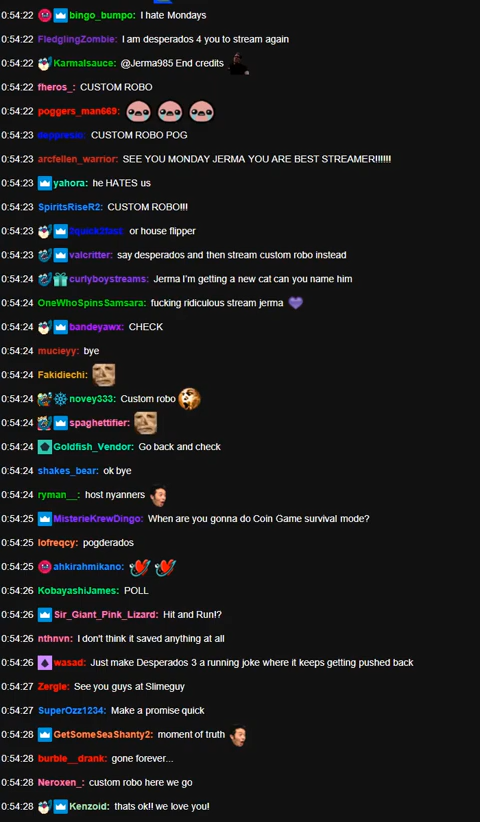 0:54:22 bingo_bumpo: I hate Mondays
0:54:22 FledglingZombie: I am desperados 4 you to stream again
0:54:22 Karmalsauce: @Jerma985 End credits
0:54:22 fheros_: CUSTOM ROBO
0:54:22 poggers_man669:
0:54:23 deppresio: CUSTOM ROBO POG
0:54:23 arcfellen_warrior: SEE YOU MONDAY JERMA YOU ARE BEST STREAMER!!!!!!
0:54:23 yahora: he HATES us
0:54:23 SpiritsRiseR2: CUSTOM ROBO!!!
0:54:23 2quick2fast: or house flipper
0:54:23 valcritter: say desperados and then stream custom robo instead
0:54:24 curlyboystreams: Jerma I'm getting a new cat can you name him
0:54:24 OneWhoSpinsSamsara: fucking ridiculous stream jerma
0:54:24 bandeyawx: CHECK
0:54:24 mucieyy: bye
0:54:24 Fakidiechi:
0:54:24 novey333: Custom robo
0:54:24 spaghettifier:
0:54:24 Goldfish_Vendor: Go back and check
0:54:24 shakes_bear: ok bye
0:54:24 ryman__: host nyanners
0:54:25 MisterieKrewDingo: When are you gonna do Coin Game survival mode?
0:54:25 lofreqcy: pogderados
0:54:25 ahkirahmikano:
0:54:26 KobayashiJames: POLL
0:54:26 Sir_Giant_Pink_Lizard: Hit and Run!?
0:54:26 nthnvn: I don't think it saved anything at all
0:54:26 wasad: Just make Desperados 3 a running joke where it keeps getting pushed back
0:54:27 Zergle: See you guys at Slimeguy
0:54:27 SuperOzz1234: Make a promise quick
0:54:28 GetSomeSeaShanty2: moment of truth
0:54:28 burble__drank: gone forever...
0:54:28 Neroxen_: custom robo here we go
0:54:28 Kenzoid: thats ok!! we love you!